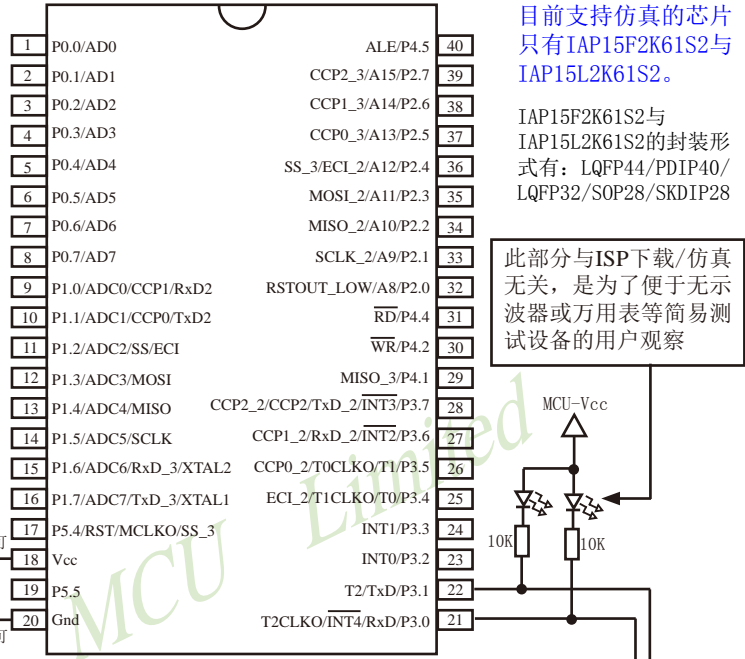 目前支持仿真的芯片
只有IAP15F2K61S2与
IAP15L2K61S2。
IAP15F2K61S2与
IAP15L2K61S2的封装形
式有：LQFP44/PDIP40/
LQFP32/SOP28/SKDIP28
此部分与ISP下载/仿真
无关，是为了便于无示
波器或万用表等简易测
试设备的用户观察
1 P0.0/AD0 ALE/P4.5 40
2 P0.1/AD1 CCP2_3/A15/P2.7 39
3 P0.2/AD2 CCP1_3/A14/P2.6 38
4 P0.3/AD3 CCP0_3/A13/P2.5 37
5 P0.4/AD4 SS_3/ECI_2/A12/P2.4 36
6 P0.5/AD5 MOSI_2/A11/P2.3 35
7 P0.6/AD6 MISO_2/A10/P2.2 34
8 P0.7/AD7 SCLK_2/A9/P2.1 33
9 P1.0/ADC0/CCP1/RxD2 RSTOUT_LOW/A8/P2.0 32
10 P1.1/ADC1/CCP0/TxD2 RD/P4.4 31
11 P1.2/ADC2/SS/ECI WR/P4.2 30
12 P1.3/ADC3/MOSI MISO_3/P4.1 29
13 P1.4/ADC4/MISO CCP2_2/CCP2/TxD_2/INT3/P3.7 28
14 P1.5/ADC5/SCLK CCP1_2/RxD_2/INT2/P3.6 27
15 P1.6/ADC6/RxD_3/XTAL2 CCP0_2/T0CLKO/T1/P3.5 26
16 P1.7/ADC7/TxD_3/XTAL1 ECI_2/T1CLKO/T0/P3.4 25
17 P5.4/RST/MCLKO/SS_3 INT1/P3.3 24
18 Vcc INT0/P3.2 23
19 P5.5 T2/TxD/P3.1 22
20 Gnd T2CLKO/INT4/RxD/P3.0 21
MCU-Vcc
10K 10K
MCU Limited